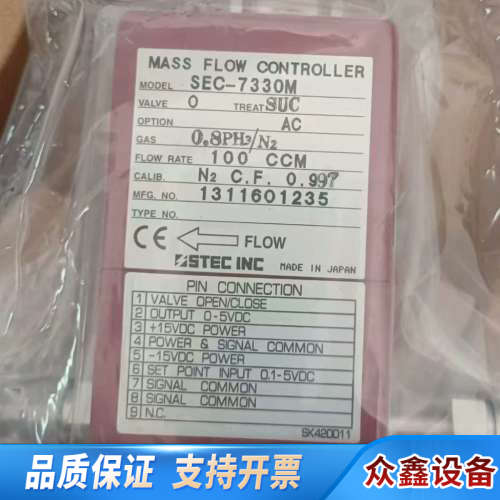 MASS FLOW CONTROLLER
MODEL SEC-7330M
VALVE O TREAT SUC
OPTION AC
GAS 0.8PH3/N2
FLOW RATE 100 CCM
CALIB. N2 C.F. 0.997
MFG. NO. 1311601235
TYPE NO.
CE FLOW
STEC INC MADE IN JAPAN
PIN CONNECTION
1 VALVE OPEN/CLOSE
2 OUTPUT 0-5VDC
3 +15VDC POWER
4 POWER & SIGNAL COMMON
5 -15VDC POWER
6 SET POINT INPUT 0.1-5VDC
7 SIGNAL COMMON
8 SIGNAL COMMON
9 N.C.
SK420011
品质保证 支持开票 众鑫设备